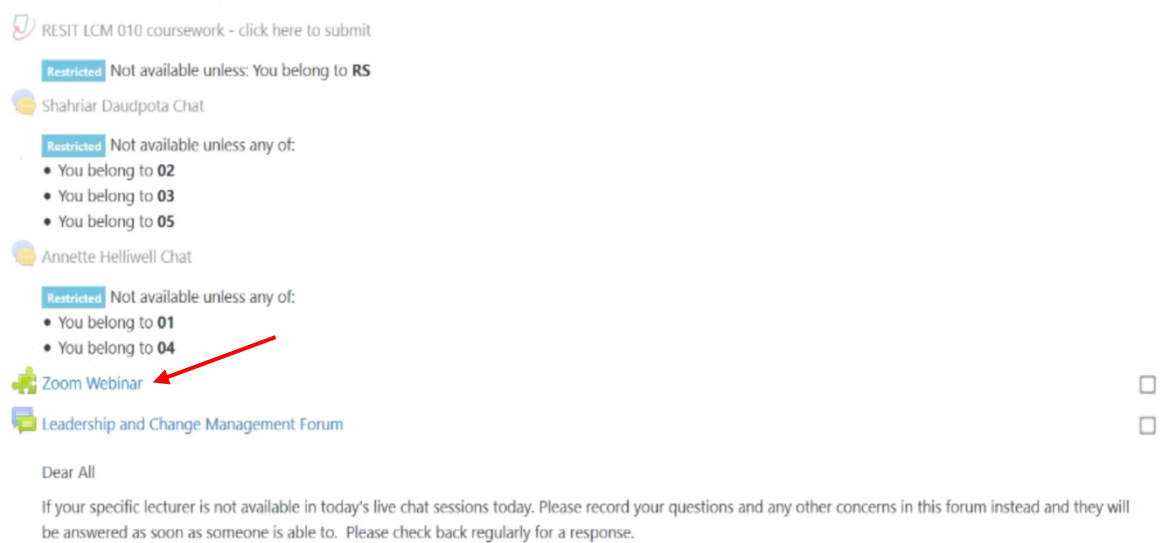 RESIT LCM 010 coursework - click here to submit
Restricted Not available unless: You belong to RS
Shahriar Daudpota Chat
Restricted Not available unless any of:
• You belong to 02
• You belong to 03
• You belong to 05
Annette Helliwell Chat
Restricted Not available unless any of:
• You belong to 01
• You belong to 04
Zoom Webinar
Leadership and Change Management Forum
Dear All
If your specific lecturer is not available in today's live chat sessions today. Please record your questions and any other concerns in this forum instead and they will
be answered as soon as someone is able to.  Please check back regularly for a response.